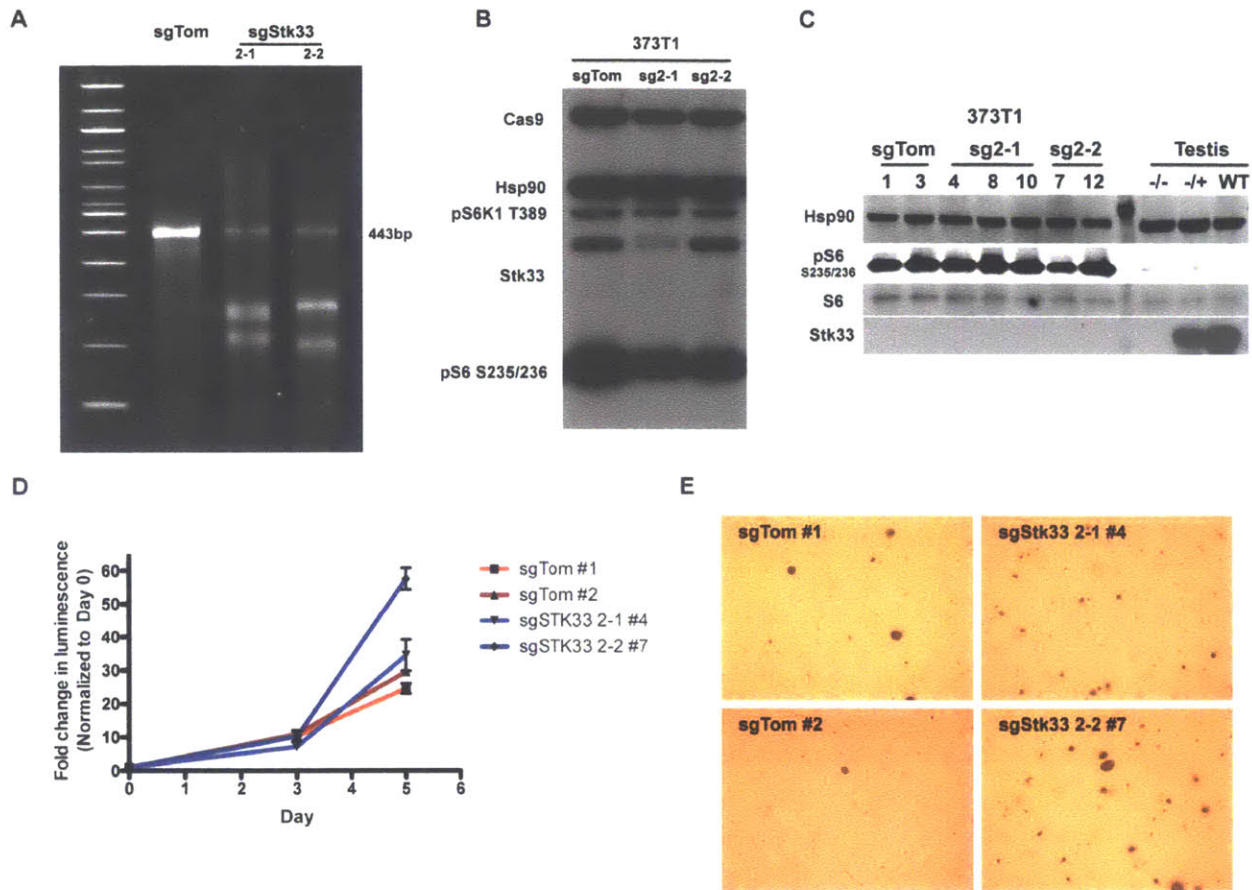 A
sgTom
sgStk33
2-1
2-2
443bp
B
373T1
sgTom
sg2-1
sg2-2
Cas9
Hsp90
pS6K1 T389
Stk33
pS6 S235/236
C
373T1
sgTom
sg2-1
sg2-2
Testis
1 3 4 8 10 7 12 -/- -/+ WT
Hsp90
pS6
S235/236
S6
Stk33
D
Fold change in luminescence
(Normalized to Day 0)
60
50
40
30
20
10
0
0 1 2 3 4 5 6
Day
sgTom #1
sgTom #2
sgSTK33 2-1 #4
sgSTK33 2-2 #7
E
sgTom #1
sgStk33 2-1 #4
sgTom #2
sgStk33 2-2 #7